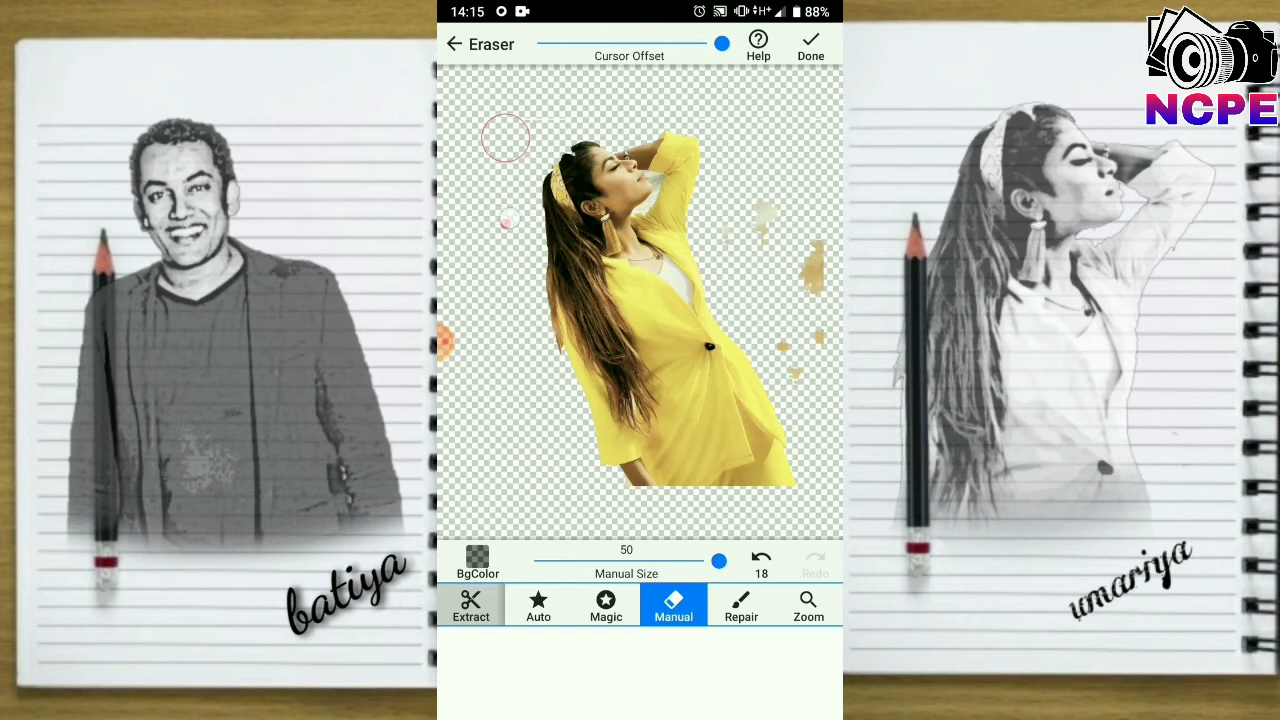 14:15
H+
88%
NCPE
Eraser
Cursor Offset
Help
Done
batiya
umariya
50
BgColor
Manual Size
18
Redo
Extract
Auto
Magic
Manual
Repair
Zoom